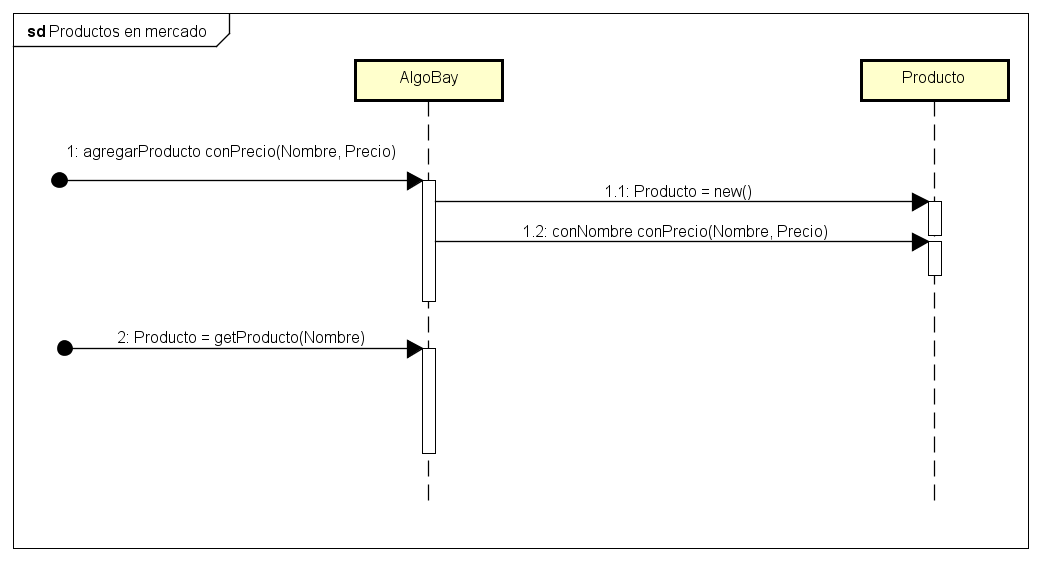 sd Productos en mercado
AlgoBay
Producto
1: agregarProducto conPrecio(Nombre, Precio)
1.1: Producto = new()
1.2: conNombre conPrecio(Nombre, Precio)
2: Producto = getProducto(Nombre)